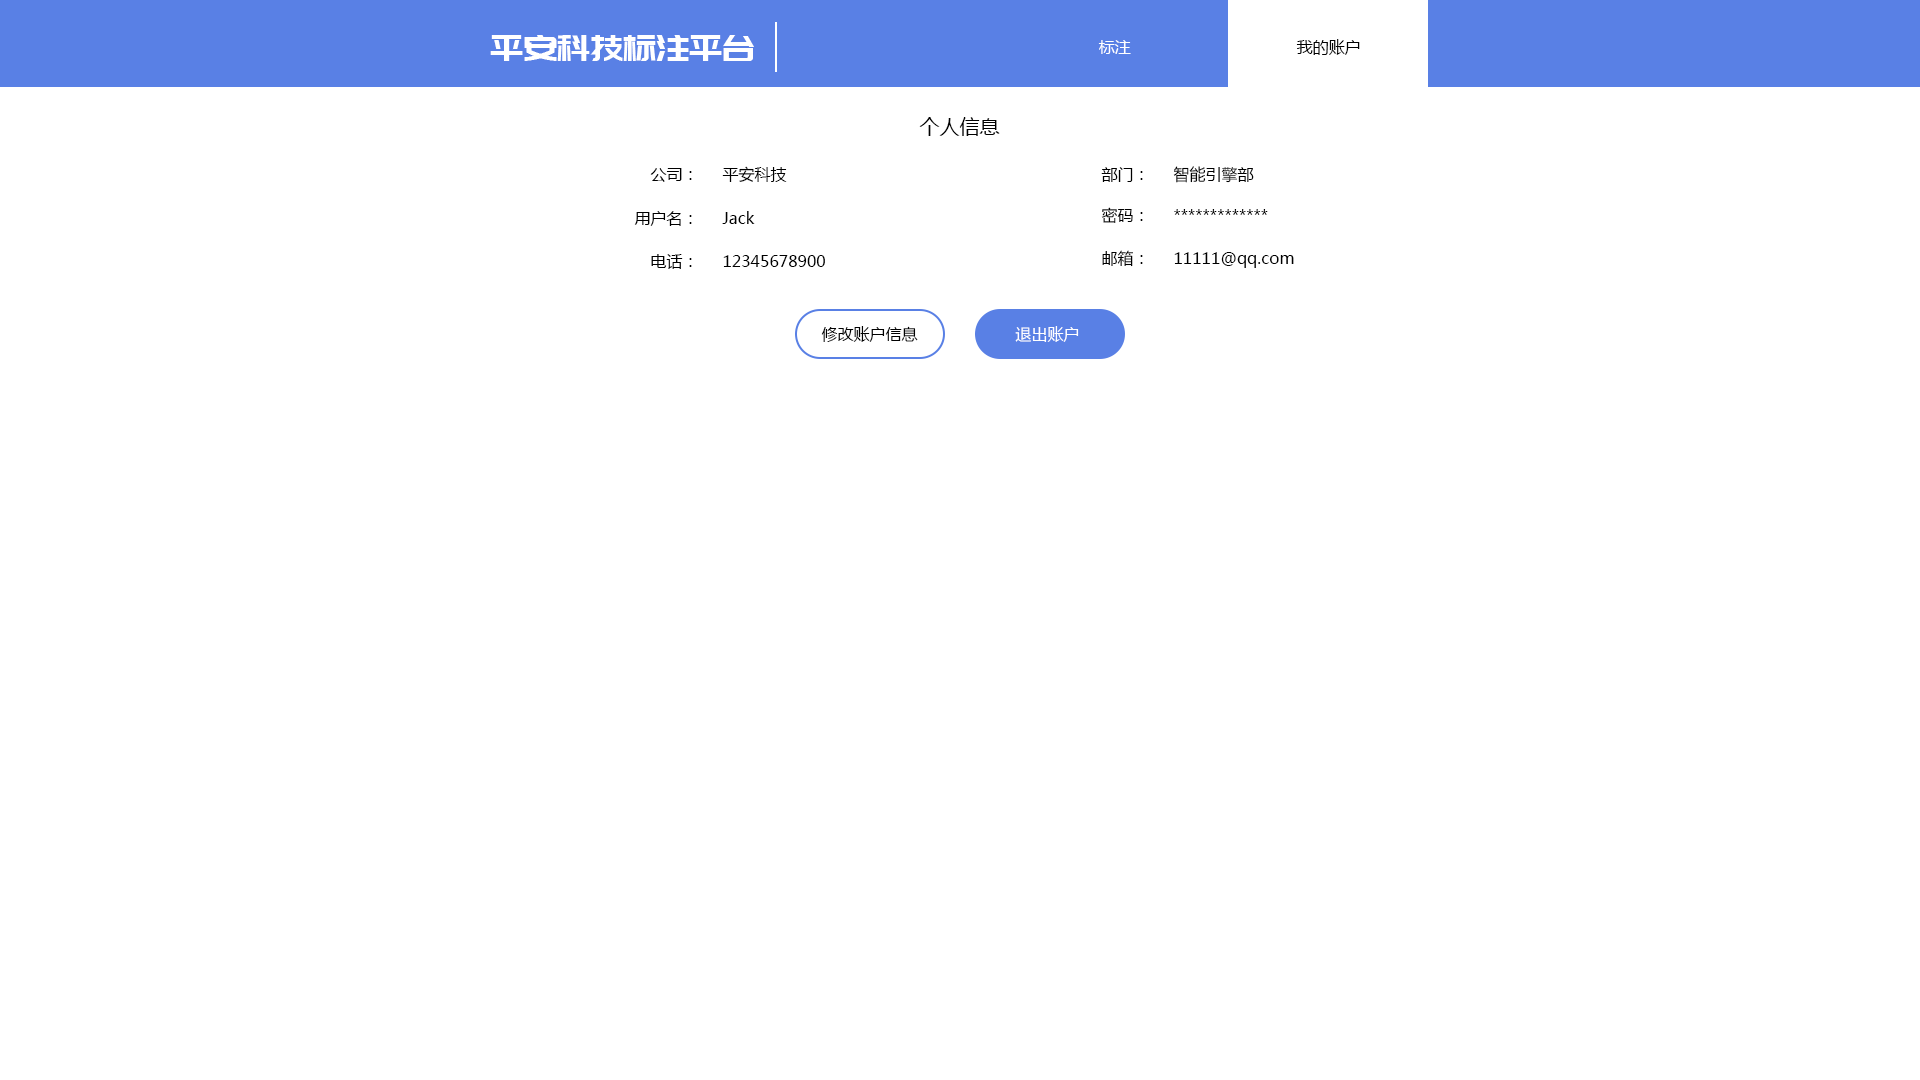 平安科技标注平台
标注
我的账户
个人信息
公司： 平安科技
部门： 智能引擎部
用户名： Jack
密码： *************
电话： 12345678900
邮箱： 11111@qq.com
修改账户信息
退出账户